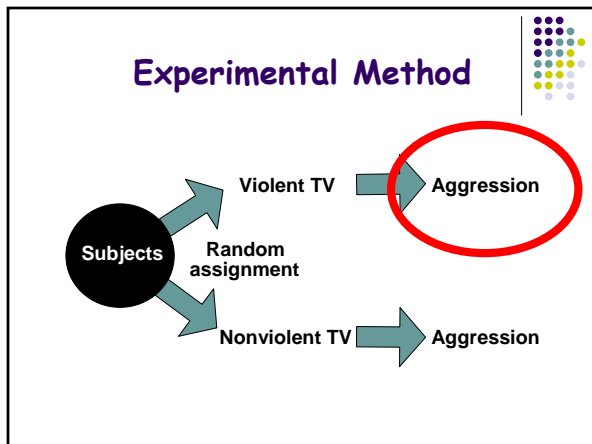 Experimental Method
Violent TV
Aggression
Subjects
Random
assignment
Nonviolent TV
Aggression